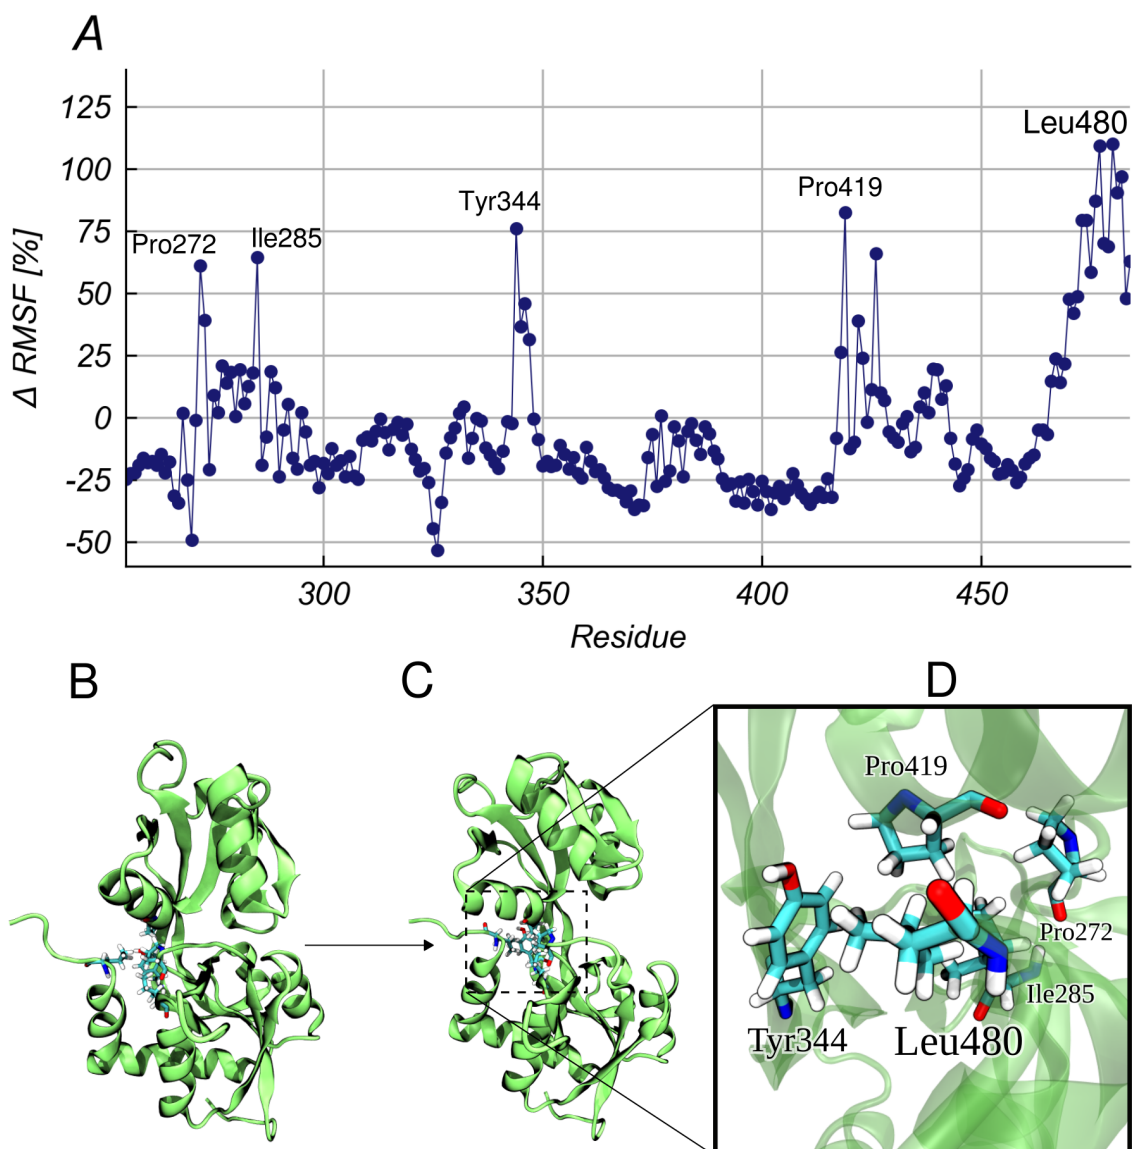 A
125
100
75
50
25
0
-25
-50
Δ RMSF [%]
Pro272
Ile285
Tyr344
Pro419
Leu480
300
350
400
450
Residue
B
C
D
Pro419
Pro272
Ile285
Tyr344
Leu480